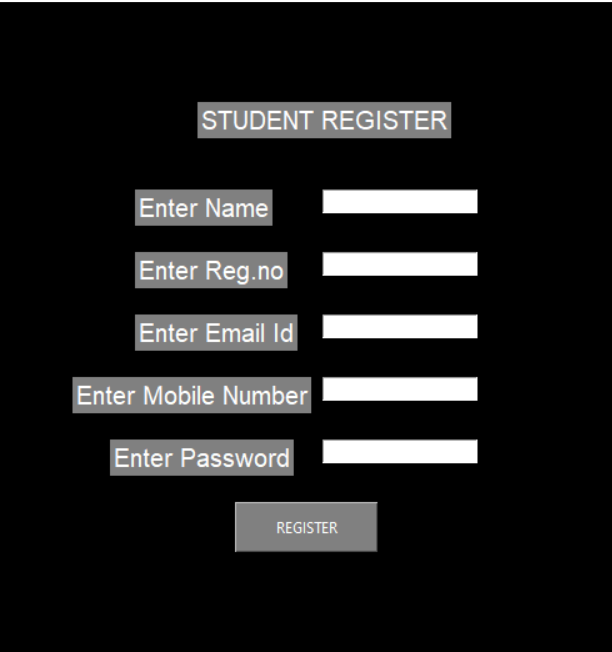 STUDENT REGISTER
Enter Name
Enter Reg.no
Enter Email Id
Enter Mobile Number
Enter Password
REGISTER